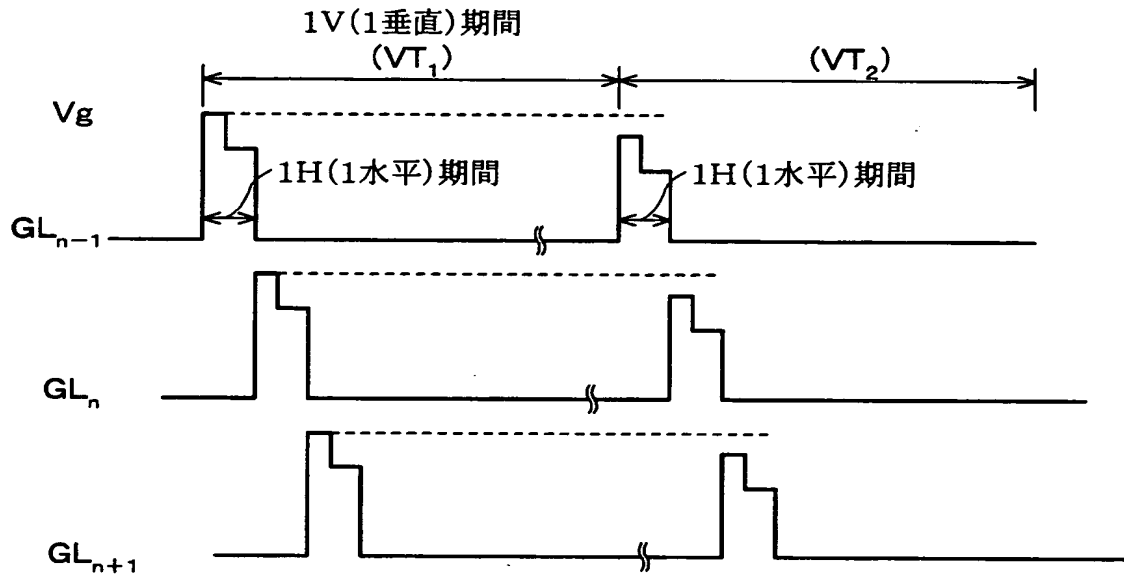 1V(1垂直)期間
(VT₁) (VT₂)
Vg
1H(1水平)期間 1H(1水平)期間
GLₙ₋₁
GLₙ
GLₙ₊₁